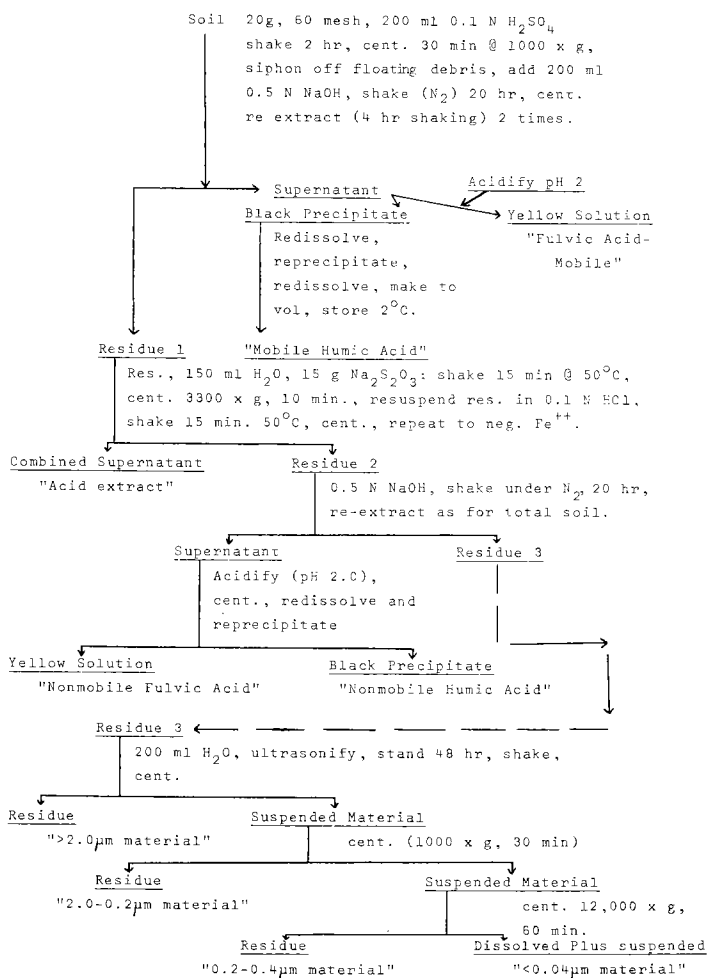 Soil 20g, 60 mesh, 200 ml 0.1 N H₂SO₄
shake 2 hr, cent. 30 min @ 1000 x g,
siphon off floating debris, add 200 ml
0.5 N NaOH, shake (N₂) 20 hr, cent.
re extract (4 hr shaking) 2 times.
Supernatant
Acidify pH 2
Black Precipitate
Yellow Solution
Redissolve,
reprecipitate,
redissolve, make to
vol, store 2°C.
"Fulvic Acid-
Mobile"
Residue 1
"Mobile Humic Acid"
Res., 150 ml H₂O, 15 g Na₂S₂O₃: shake 15 min @ 50°C,
cent. 3300 x g, 10 min., resuspend res. in 0.1 N HCl,
shake 15 min. 50°C, cent., repeat to neg. Fe⁺⁺.
Combined Supernatant
Residue 2
"Acid extract"
0.5 N NaOH, shake under N₂, 20 hr,
re-extract as for total soil.
Supernatant
Residue 3
Acidify (pH 2.0),
cent., redissolve and
reprecipitate
Yellow Solution
Black Precipitate
"Nonmobile Fulvic Acid"
"Nonmobile Humic Acid"
Residue 3
200 ml H₂O, ultrasonify, stand 48 hr, shake,
cent.
Residue
Suspended Material
">2.0µm material"
cent. (1000 x g, 30 min)
Residue
Suspended Material
"2.0-0.2µm material"
cent. 12,000 x g,
60 min.
Residue
Dissolved Plus suspended
"0.2-0.4µm material"
"<0.04µm material"